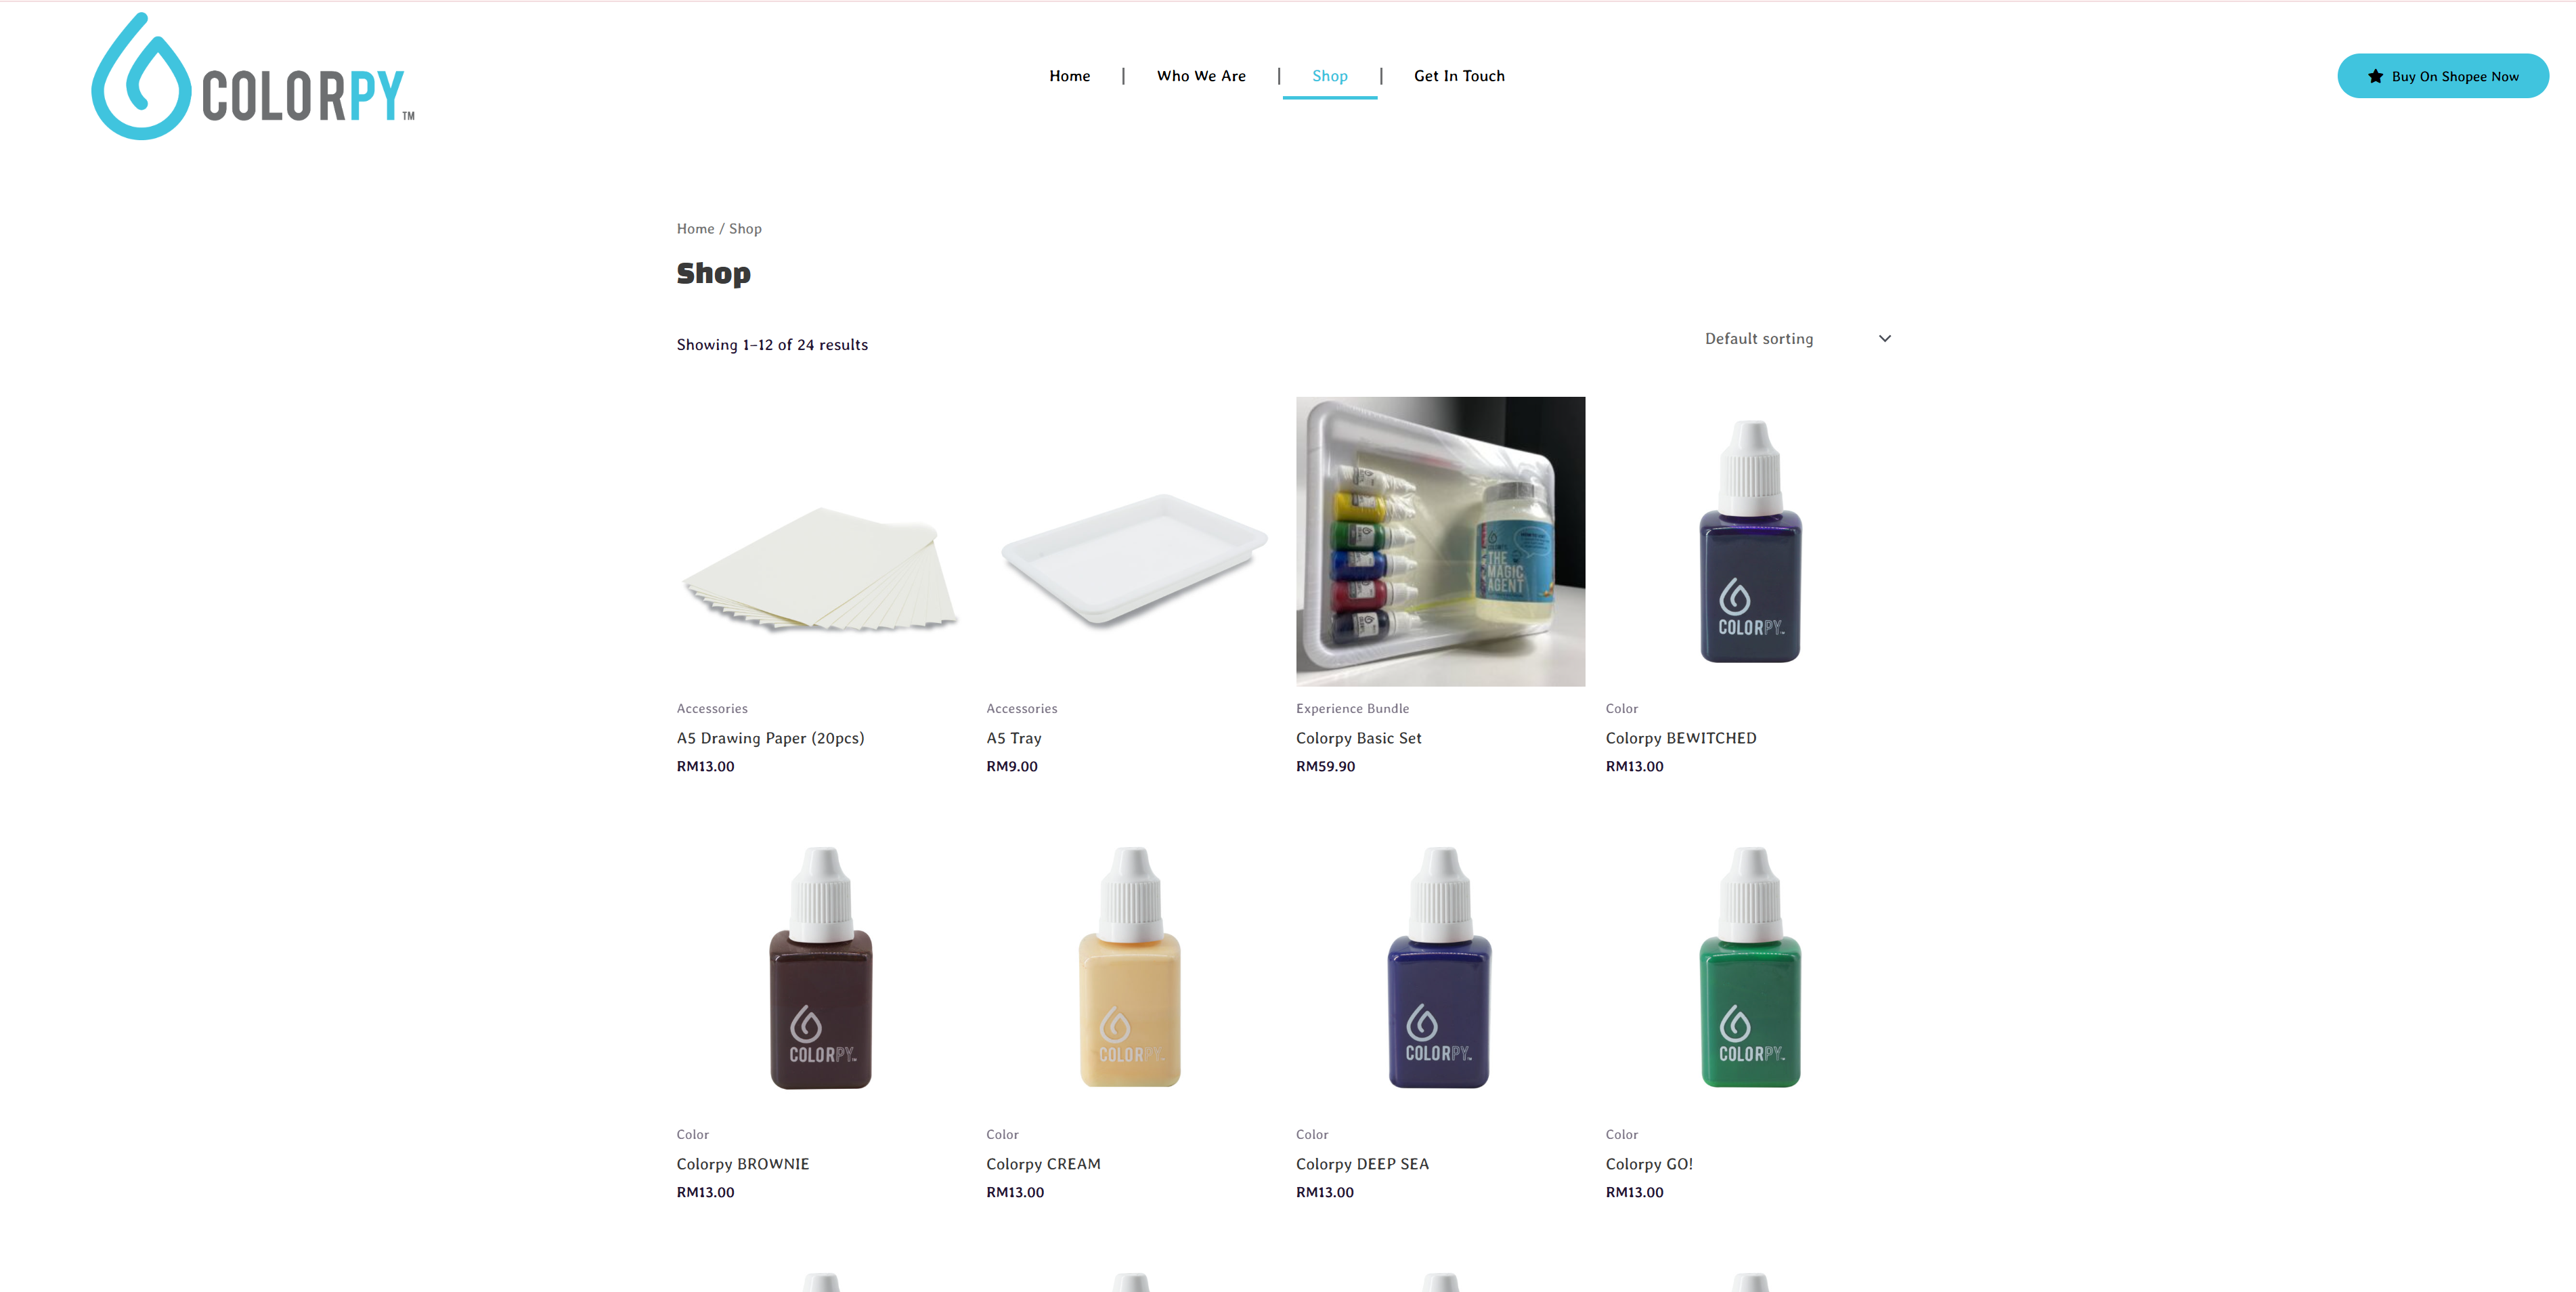 COLORPY™
Home | Who We Are | Shop | Get In Touch
Buy On Shopee Now
Home / Shop
Shop
Showing 1–12 of 24 results
Default sorting
THE
MAGIC
AGENT
COLORPY
Accessories
A5 Drawing Paper (20pcs)
RM13.00
Accessories
A5 Tray
RM9.00
Experience Bundle
Colorpy Basic Set
RM59.90
Color
Colorpy BEWITCHED
RM13.00
COLORPY
COLORPY
COLORPY
COLORPY
Color
Colorpy BROWNIE
RM13.00
Color
Colorpy CREAM
RM13.00
Color
Colorpy DEEP SEA
RM13.00
Color
Colorpy GO!
RM13.00